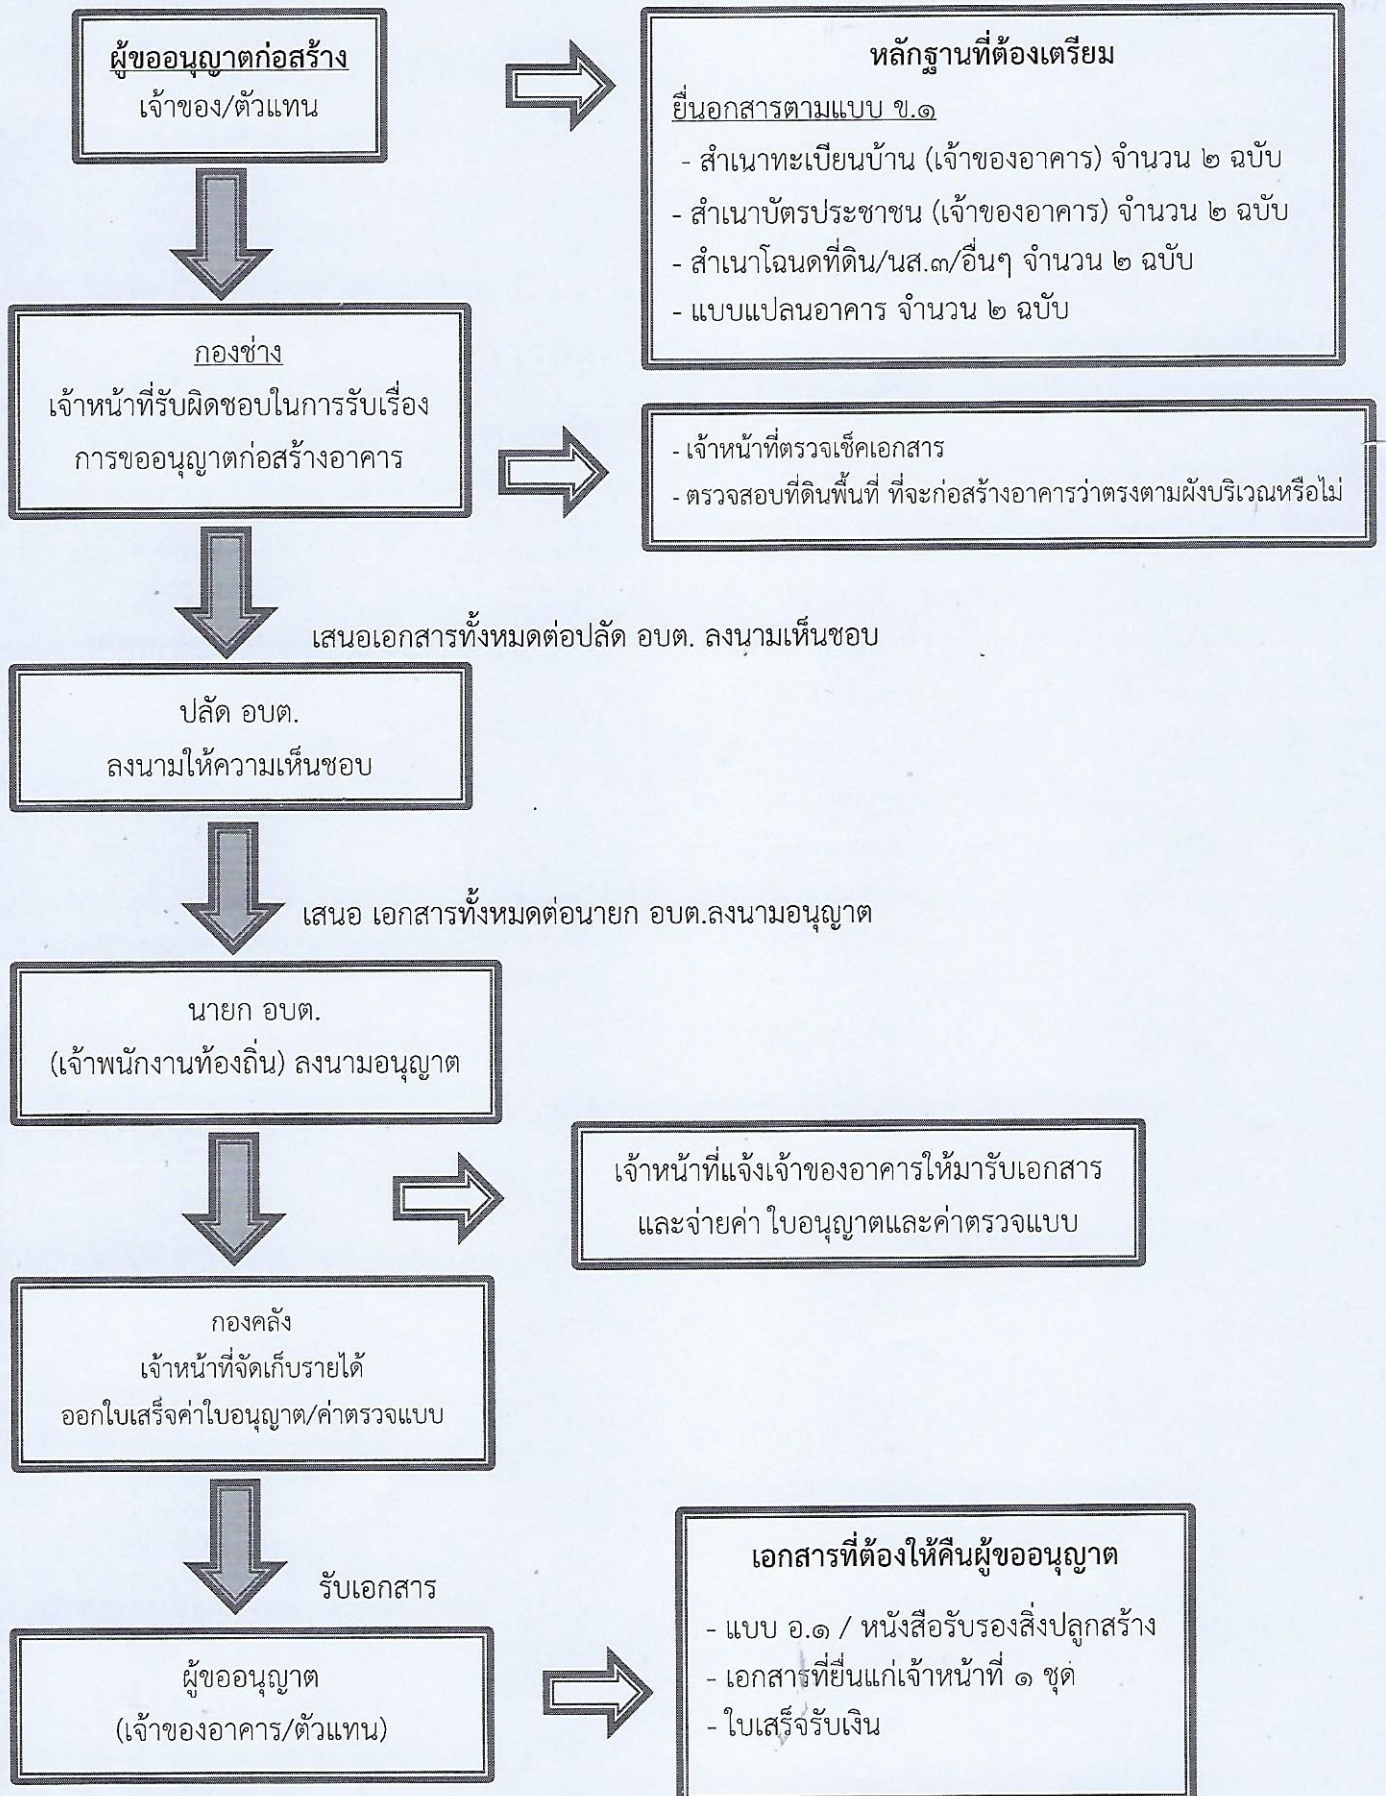 ผู้ขออนุญาตก่อสร้าง
เจ้าของ/ตัวแทน
หลักฐานที่ต้องเตรียม
ยื่นอกสารตามแบบ ข.๑
- สำเนาทะเบียนบ้าน (เจ้าของอาคาร) จำนวน ๒ ฉบับ
- สำเนาบัตรประชาชน (เจ้าของอาคาร) จำนวน ๒ ฉบับ
- สำเนาโฉนดที่ดิน/นส.๓/อื่นๆ จำนวน ๒ ฉบับ
- แบบแปลนอาคาร จำนวน ๒ ฉบับ
กองช่าง
เจ้าหน้าที่รับผิดชอบในการรับเรื่อง
การขออนุญาตก่อสร้างอาคาร
- เจ้าหน้าที่ตรวจเช็คเอกสาร
- ตรวจสอบที่ดินพื้นที่ ที่จะก่อสร้างอาคารว่าตรงตามผังบริเวณหรือไม่
เสนอเอกสารทั้งหมดต่อปลัด อบต. ลงนามเห็นชอบ
ปลัด อบต.
ลงนามให้ความเห็นชอบ
เสนอ เอกสารทั้งหมดต่อนายก อบต.ลงนามอนุญาต
นายก อบต.
(เจ้าพนักงานท้องถิ่น) ลงนามอนุญาต
เจ้าหน้าที่แจ้งเจ้าของอาคารให้มารับเอกสาร
และจ่ายค่า ใบอนุญาตและค่าตรวจแบบ
กองคลัง
เจ้าหน้าที่จัดเก็บรายได้
ออกใบเสร็จค่าใบอนุญาต/ค่าตรวจแบบ
รับเอกสาร
ผู้ขออนุญาต
(เจ้าของอาคาร/ตัวแทน)
เอกสารที่ต้องให้คืนผู้ขออนุญาต
- แบบ อ.๑ / หนังสือรับรองสิ่งปลูกสร้าง
- เอกสารที่ยื่นแก่เจ้าหน้าที่ ๑ ชุด
- ใบเสร็จรับเงิน